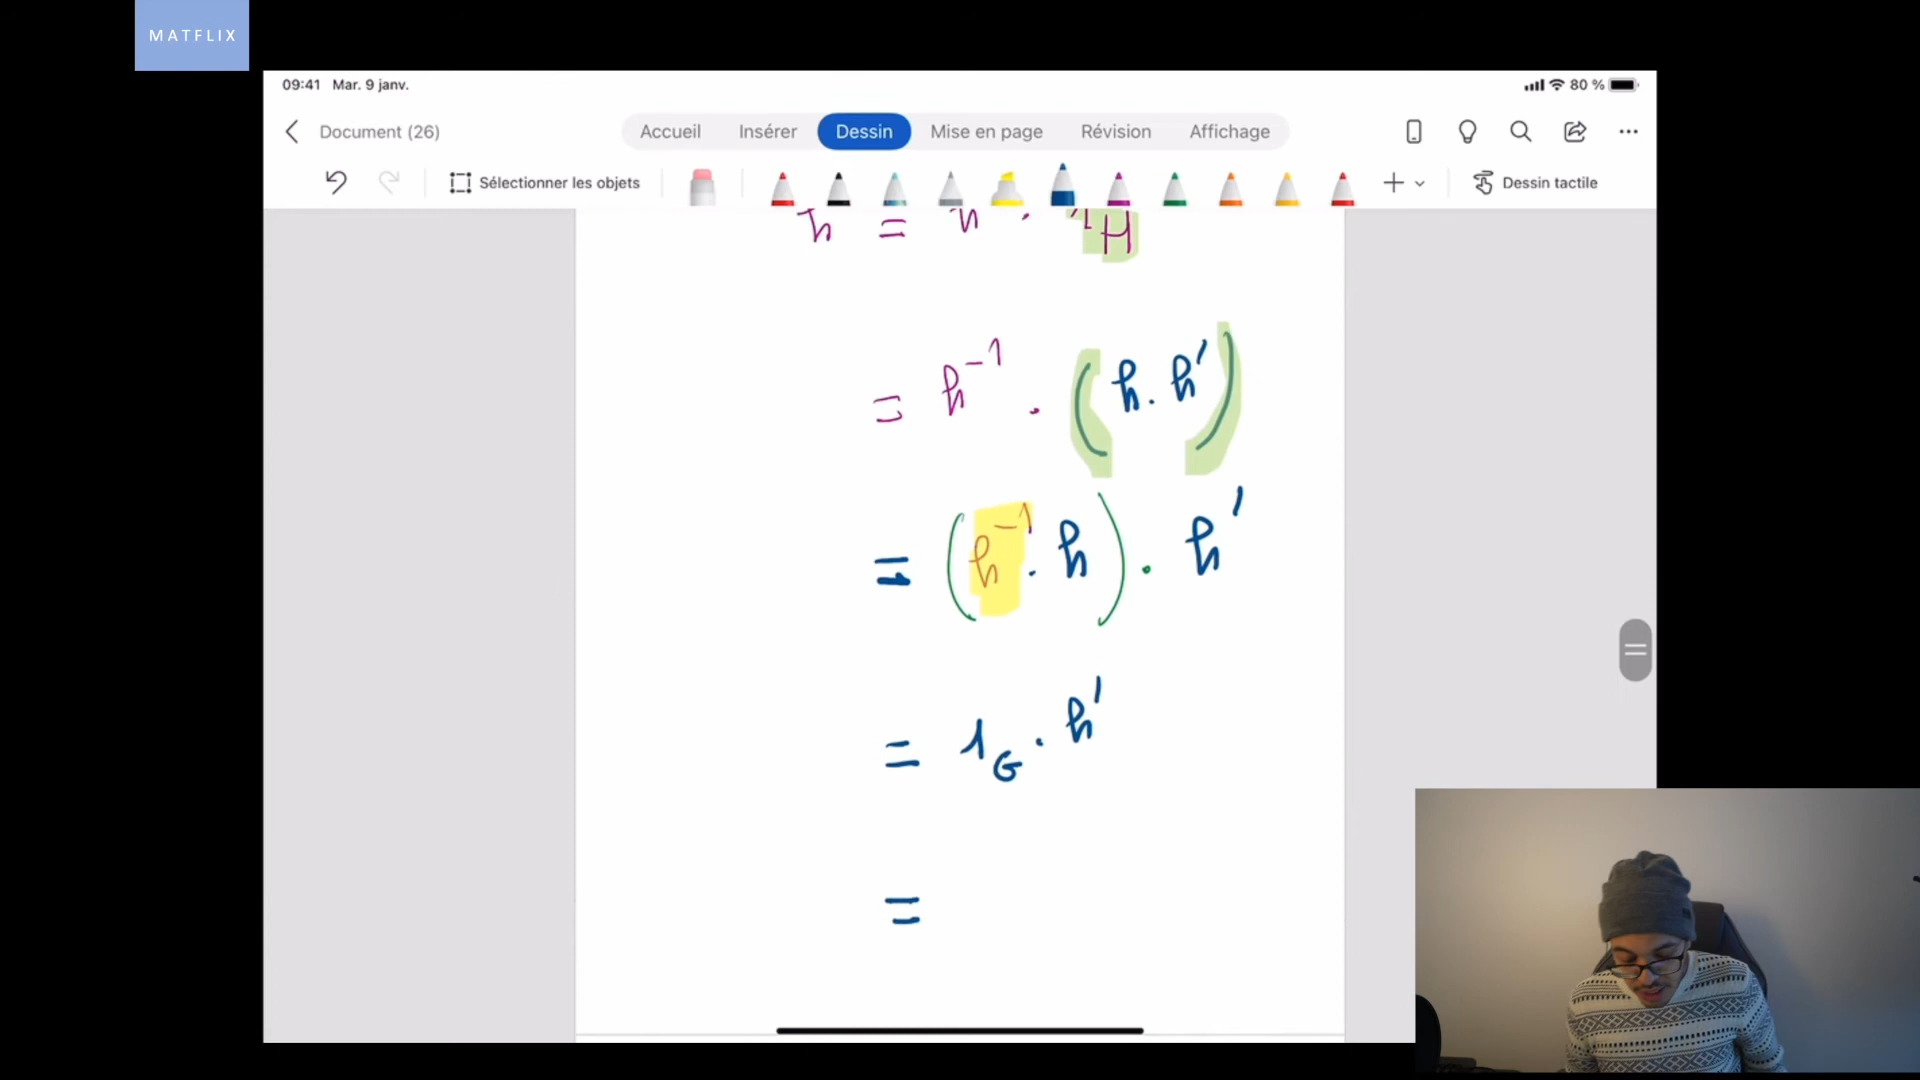 MATFLIX
09:41 Mar. 9 janv. 80 %
Document (26) Accueil Insérer Dessin Mise en page Révision Affichage
Sélectionner les objets Dessin tactile
= h⁻¹ . (h . h′)
= (h⁻¹ . h) . h′
= 1_G . h′
=